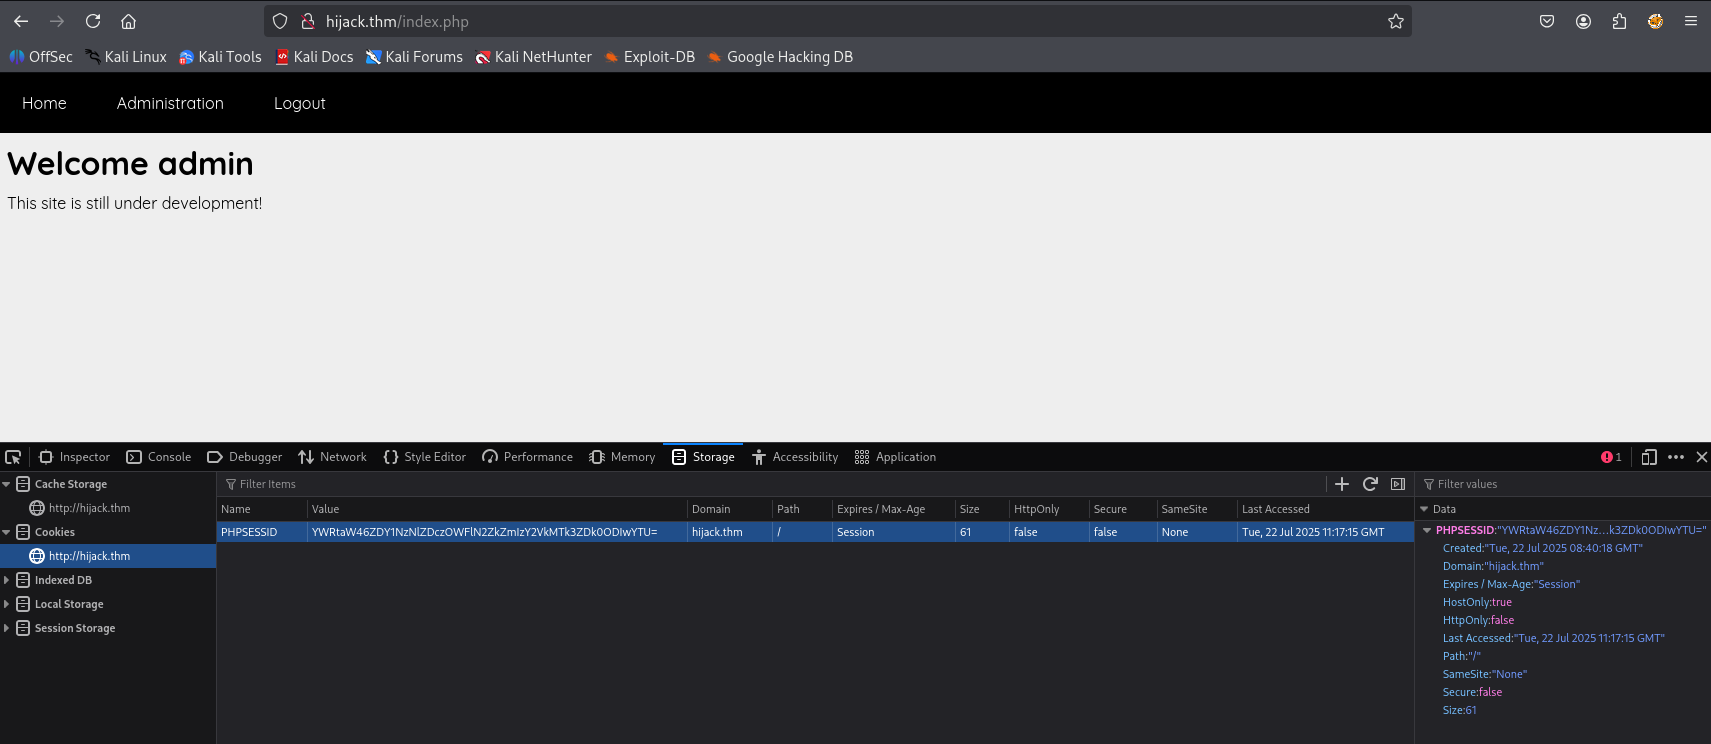 hijack.thm/index.php
OffSec Kali Linux Kali Tools Kali Docs Kali Forums Kali NetHunter Exploit-DB Google Hacking DB
Home Administration Logout
Welcome admin
This site is still under development!
Inspector Console Debugger Network Style Editor Performance Memory Storage Accessibility Application 1
Cache Storage
http://hijack.thm
Cookies
http://hijack.thm
Indexed DB
Local Storage
Session Storage
Filter Items
Name Value Domain Path Expires / Max-Age Size HttpOnly Secure SameSite Last Accessed
PHPSESSID YWRtaW46ZDY1NzNlZDczOWFlN2ZkZmIzY2VkMTk3ZDk0ODIwYTU= hijack.thm / Session 61 false false None Tue, 22 Jul 2025 11:17:15 GMT
Filter values
Data
PHPSESSID:"YWRtaW46ZDY1Nz...k3ZDk0ODIwYTU="
Created:"Tue, 22 Jul 2025 08:40:18 GMT"
Domain:"hijack.thm"
Expires / Max-Age:"Session"
HostOnly:true
HttpOnly:false
Last Accessed:"Tue, 22 Jul 2025 11:17:15 GMT"
Path:"/"
SameSite:"None"
Secure:false
Size:61